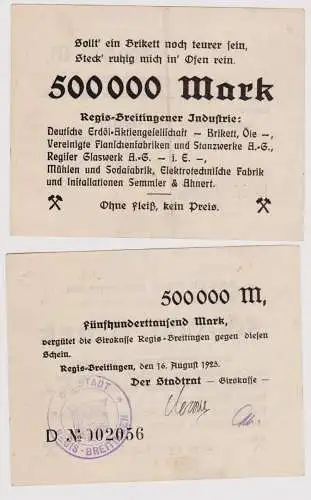 Sollt' ein Brikett noch teurer sein,
Steck' ruhig mich in Ofen rein.
500000 Mark
Regis-Breitingener Industrie:
Deutsche Erdöl-Aktiengesellschaft – Brikett, Öle –,
Vereinigte Flanschenfabriken und Stanzwerke A.-G.,
Regiser Glaswerk A.-G. – i. E. –,
Mühlen und Sodafabrik, Elektrotechnische Fabrik
und Installationen Semmler & Ahnert.
Ohne Fleiß, kein Preis.
500000 M,
Fünfhunderttausend Mark,
vergütet die Girokasse Regis-Breitingen gegen diesen
Schein.
Regis-Breitingen, den 16. August 1923.
Der Stadtrat – Girokasse –
STADT
REGIS-BREITINGEN
D № 002056